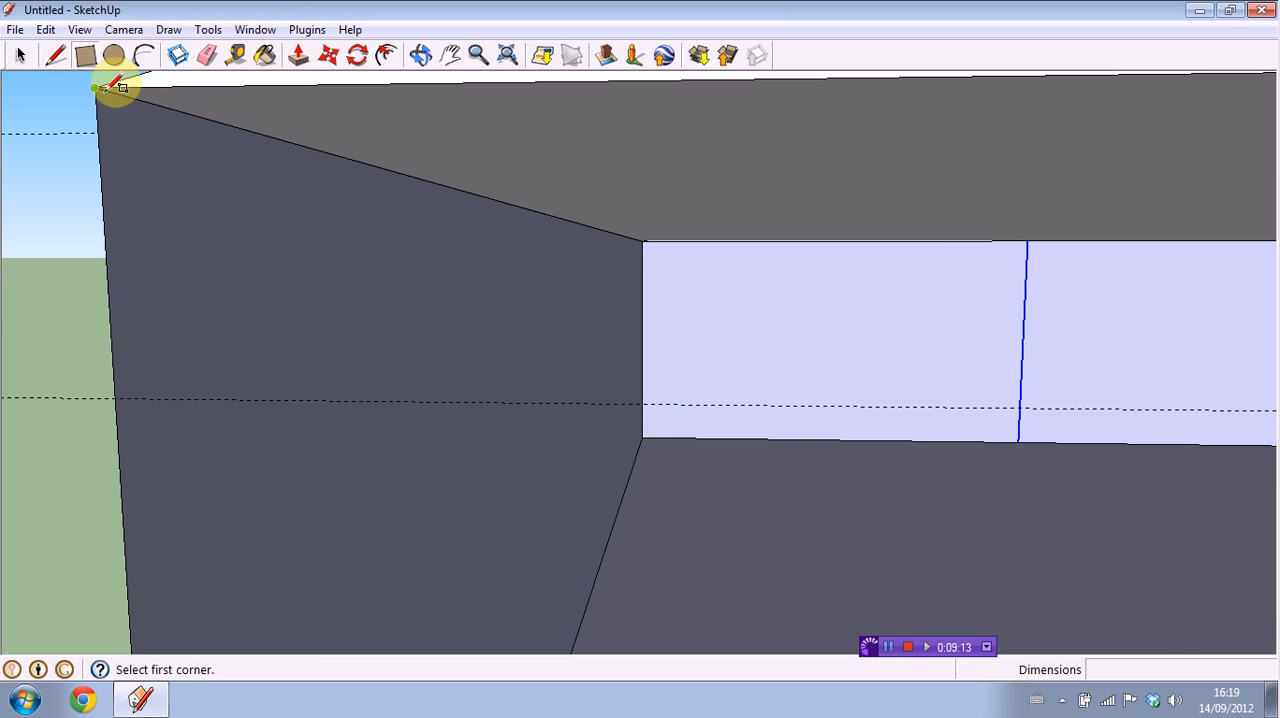 Untitled - SketchUp
File Edit View Camera Draw Tools Window Plugins Help
0:09:13
Select first corner.
Dimensions
16:19
14/09/2012